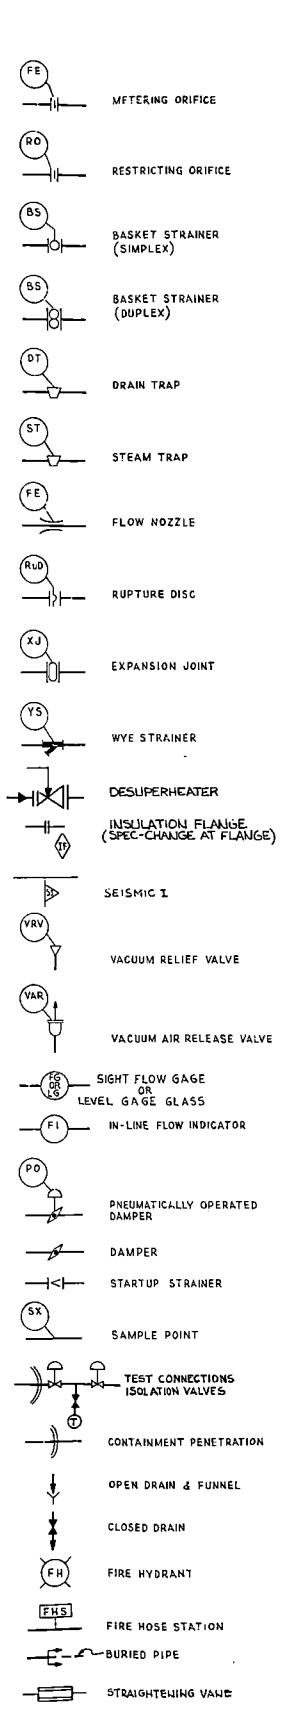 FE
METERING ORIFICE
RO
RESTRICTING ORIFICE
BS
BASKET STRAINER
(SIMPLEX)
BS
BASKET STRAINER
(DUPLEX)
DT
DRAIN TRAP
ST
STEAM TRAP
FE
FLOW NOZZLE
RuD
RUPTURE DISC
XJ
EXPANSION JOINT
YS
WYE STRAINER
DESUPERHEATER
INSULATION FLANGE
(SPEC-CHANGE AT FLANGE)
IF
SI
SEISMIC I
VRV
VACUUM RELIEF VALVE
VAR
VACUUM AIR RELEASE VALVE
FG
OR
LG
SIGHT FLOW GAGE
OR
LEVEL GAGE GLASS
FI
IN-LINE FLOW INDICATOR
PO
PNEUMATICALLY OPERATED
DAMPER
DAMPER
STARTUP STRAINER
SX
SAMPLE POINT
TEST CONNECTIONS
ISOLATION VALVES
T
CONTAINMENT PENETRATION
OPEN DRAIN & FUNNEL
CLOSED DRAIN
FH
FIRE HYDRANT
FHS
FIRE HOSE STATION
BURIED PIPE
STRAIGHTENING VANE